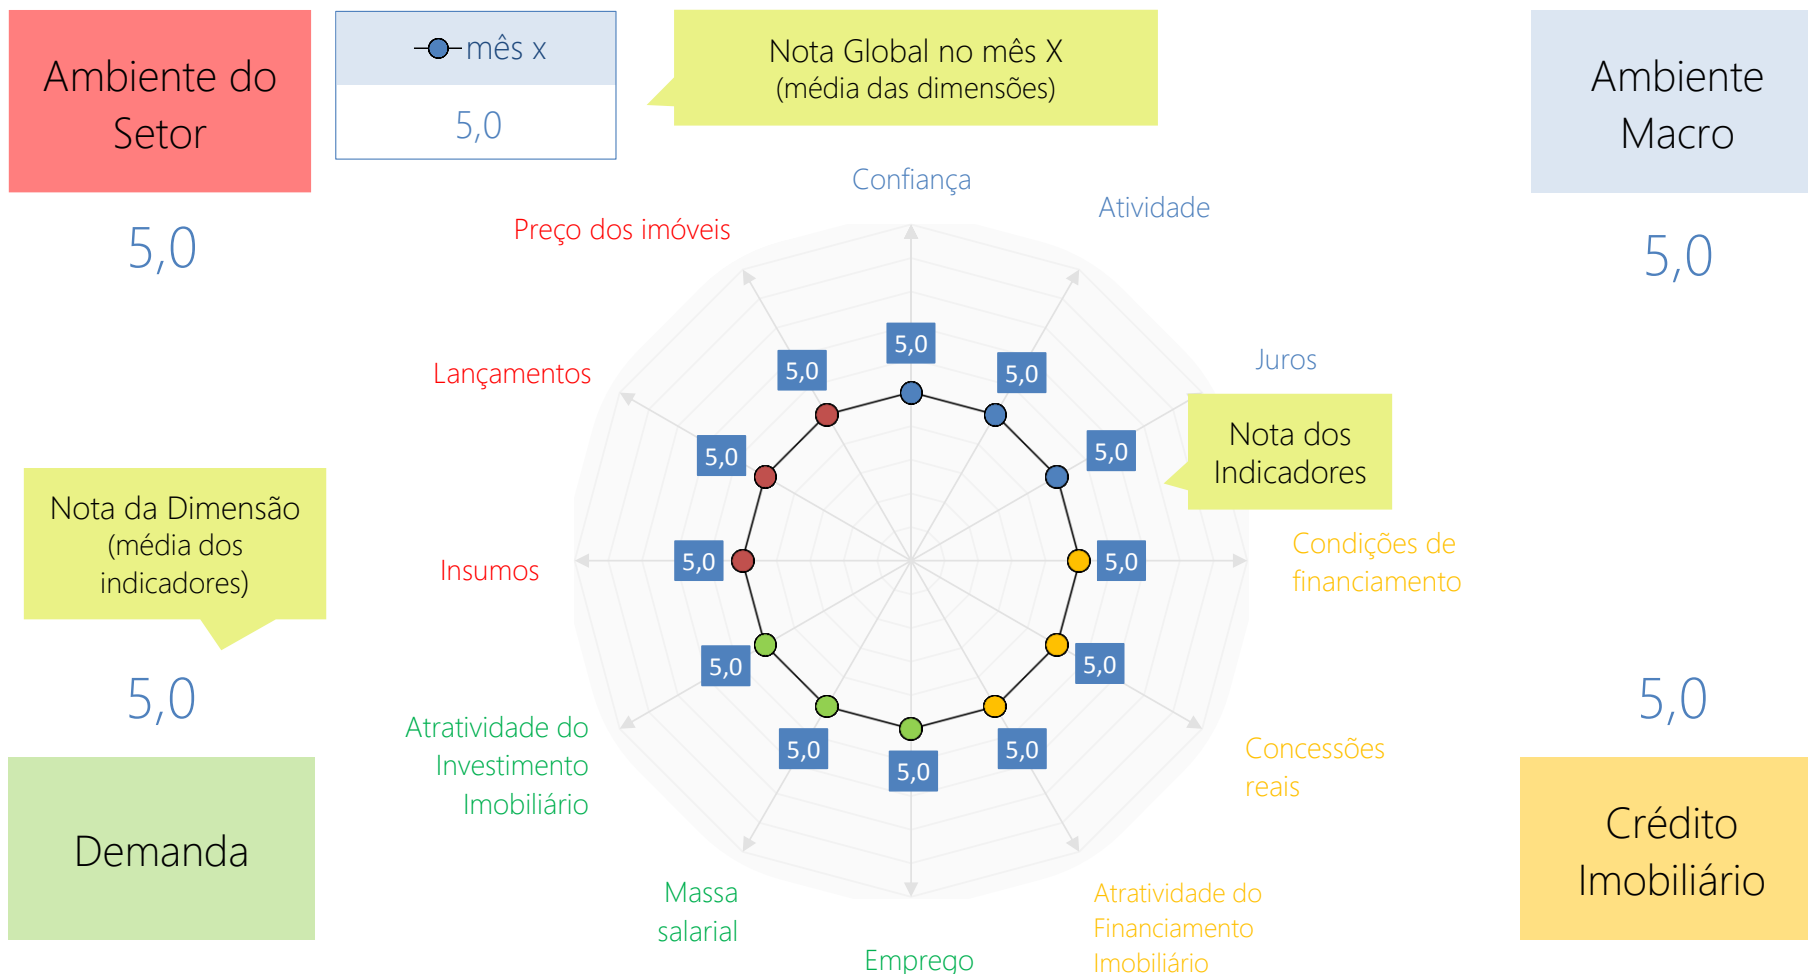 Ambiente do
Setor
5,0
mês x
5,0
Nota Global no mês X
(média das dimensões)
Ambiente
Macro
5,0
Confiança
Atividade
Preço dos imóveis
Juros
Lançamentos
5,0
5,0
5,0
5,0
5,0
Nota dos
Indicadores
Nota da Dimensão
(média dos
indicadores)
Insumos
5,0
5,0
Condições de
financiamento
5,0
5,0
5,0
5,0
Atratividade do
Investimento
Imobiliário
5,0
5,0
5,0
Concessões
reais
Demanda
Crédito
Imobiliário
Massa
salarial
Emprego
Atratividade do
Financiamento
Imobiliário